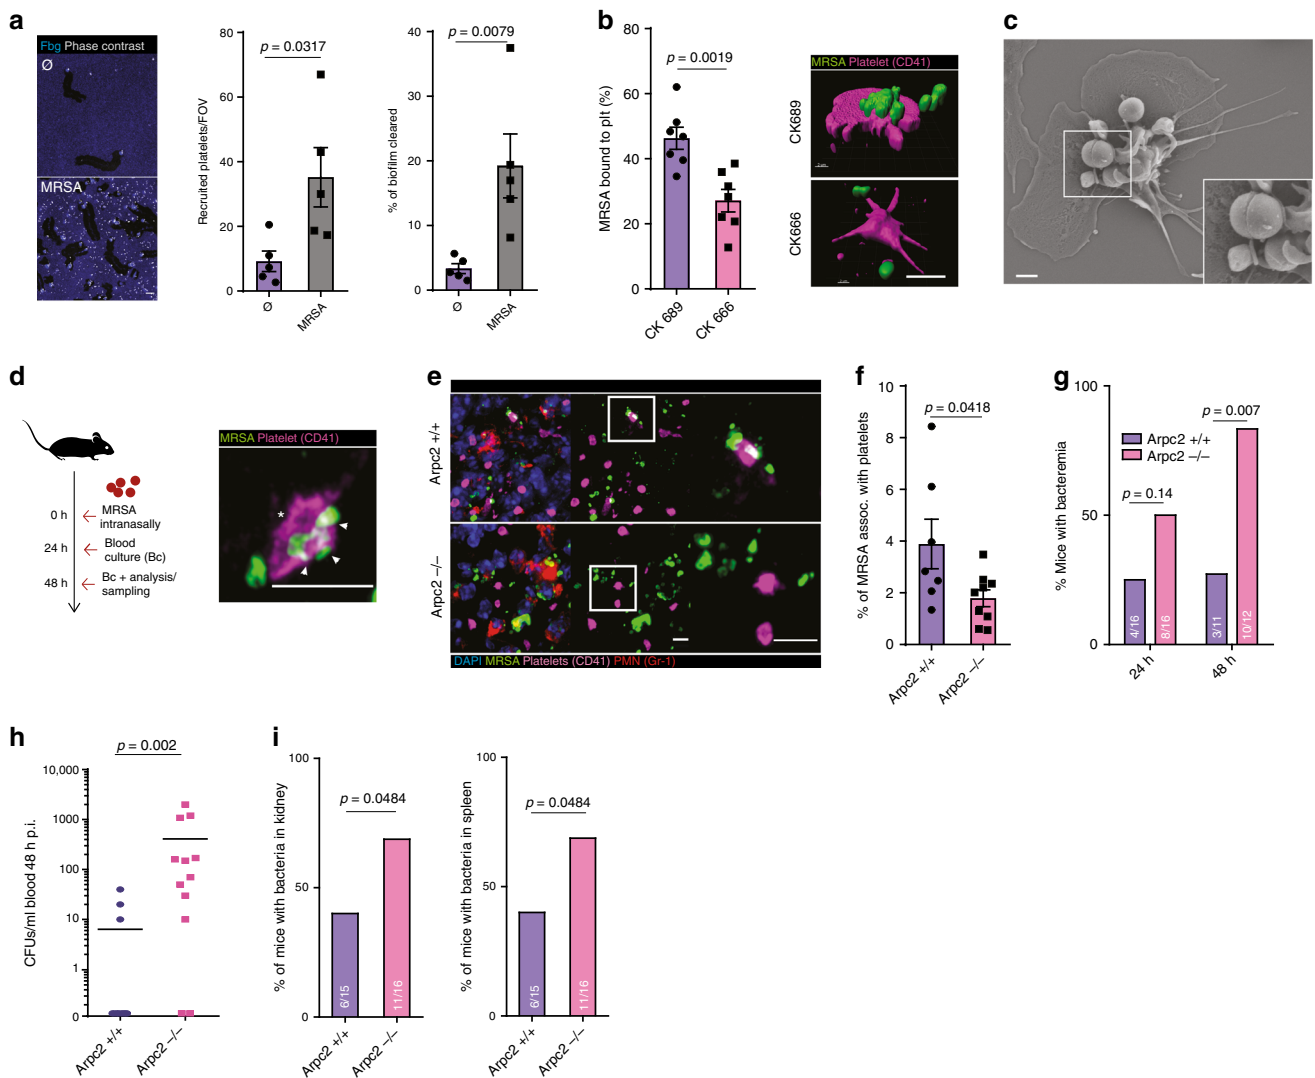 a
Fbg Phase contrast
Ø
MRSA
Recruited platelets/FOV
80
60
40
20
0
p = 0.0317
Ø
MRSA
% of biofilm cleared
40
30
20
10
0
p = 0.0079
Ø
MRSA
b
MRSA bound to plt (%)
80
60
40
20
0
p = 0.0019
CK 689
CK 666
MRSA Platelet (CD41)
CK689
CK666
c
d
0 h
MRSA
intranasally
24 h
Blood
culture (Bc)
48 h
Bc + analysis/
sampling
MRSA Platelet (CD41)
*
e
Arpc2 +/+
Arpc2 –/–
DAPI MRSA Platelets (CD41) PMN (Gr-1)
f
% of MRSA assoc. with platelets
10
8
6
4
2
0
p = 0.0418
Arpc2 +/+
Arpc2 –/–
g
% Mice with bacteremia
100
50
0
p = 0.007
Arpc2 +/+
Arpc2 –/–
p = 0.14
4/16
8/16
3/11
10/12
24 h
48 h
h
CFUs/ml blood 48 h p.i.
p = 0.002
10,000
1000
100
10
1
0
Arpc2 +/+
Arpc2 –/–
i
% of mice with bacteria in kidney
100
50
0
p = 0.0484
6/15
11/16
Arpc2 +/+
Arpc2 –/–
% of mice with bacteria in spleen
100
50
0
p = 0.0484
6/15
11/16
Arpc2 +/+
Arpc2 –/–